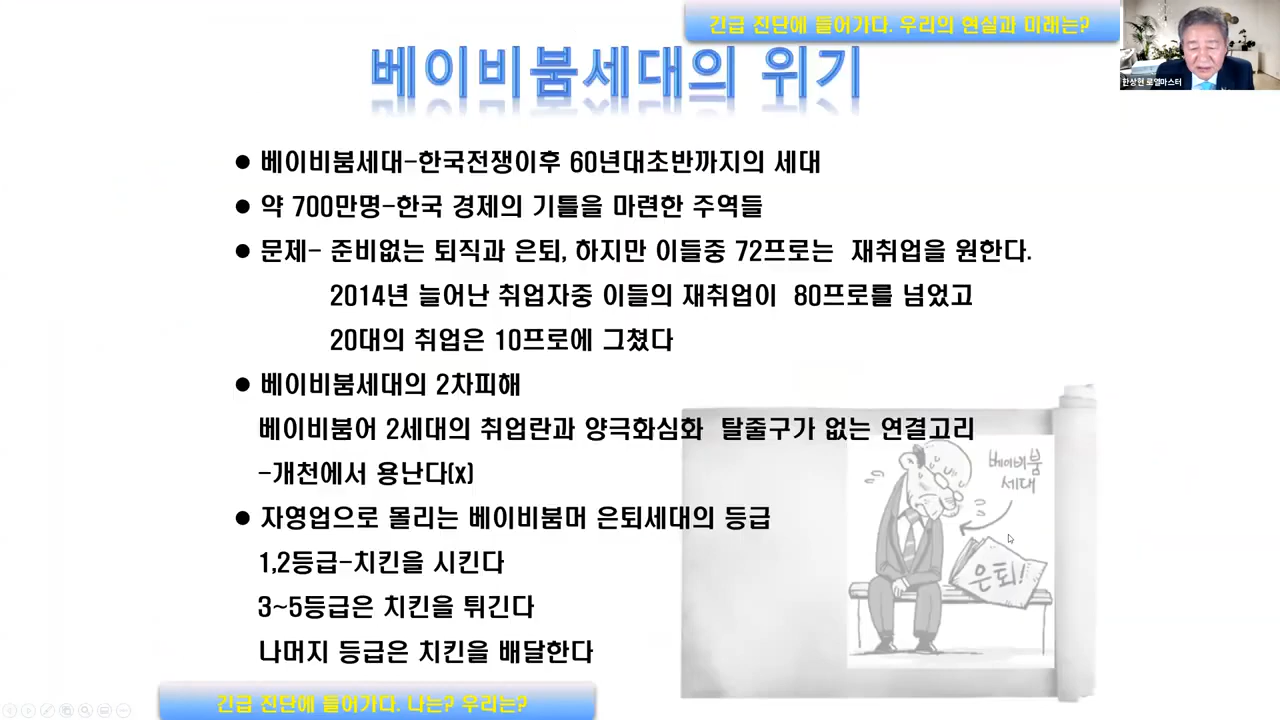 긴급 진단에 들어가다. 우리의 현실과 미래는?
한상현 로열마스터
베이비붐세대의 위기
● 베이비붐세대-한국전쟁이후 60년대초반까지의 세대
● 약 700만명-한국 경제의 기틀을 마련한 주역들
● 문제- 준비없는 퇴직과 은퇴, 하지만 이들중 72프로는 재취업을 원한다.
2014년 늘어난 취업자중 이들의 재취업이 80프로를 넘었고
20대의 취업은 10프로에 그쳤다
● 베이비붐세대의 2차피해
베이비붐어 2세대의 취업란과 양극화심화 탈줄구가 없는 연결고리
-개천에서 용난다(x)
● 자영업으로 몰리는 베이비붐머 은퇴세대의 등급
1,2등급-치킨을 시킨다
3~5등급은 치킨을 튀긴다
나머지 등급은 치킨을 배달한다
베이비붐
세대
은퇴!
긴급 진단에 들어가다. 나는? 우리는?